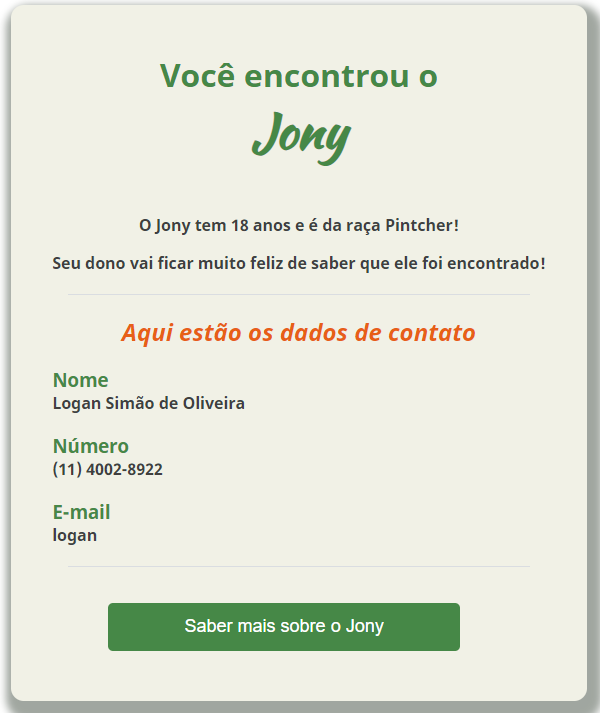 Você encontrou o
Jony
O Jony tem 18 anos e é da raça Pintcher!
Seu dono vai ficar muito feliz de saber que ele foi encontrado!
Aqui estão os dados de contato
Nome
Logan Simão de Oliveira
Número
(11) 4002-8922
E-mail
logan
Saber mais sobre o Jony